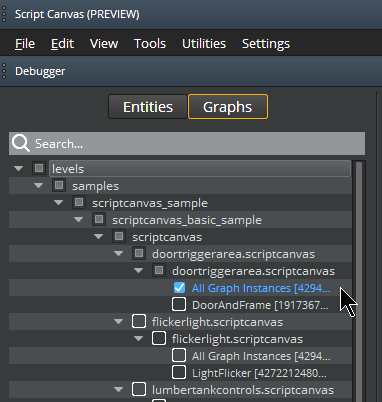 Script Canvas (PREVIEW)
File Edit View Tools Utilities Settings
Debugger
Entities Graphs
Search...
levels
samples
scriptcanvas_sample
scriptcanvas_basic_sample
scriptcanvas
doortriggerarea.scriptcanvas
doortriggerarea.scriptcanvas
All Graph Instances [4294...
DoorAndFrame [1917367...
flickerlight.scriptcanvas
flickerlight.scriptcanvas
All Graph Instances [4294...
LightFlicker [4272212480...
lumbertankcontrols.scriptcanvas